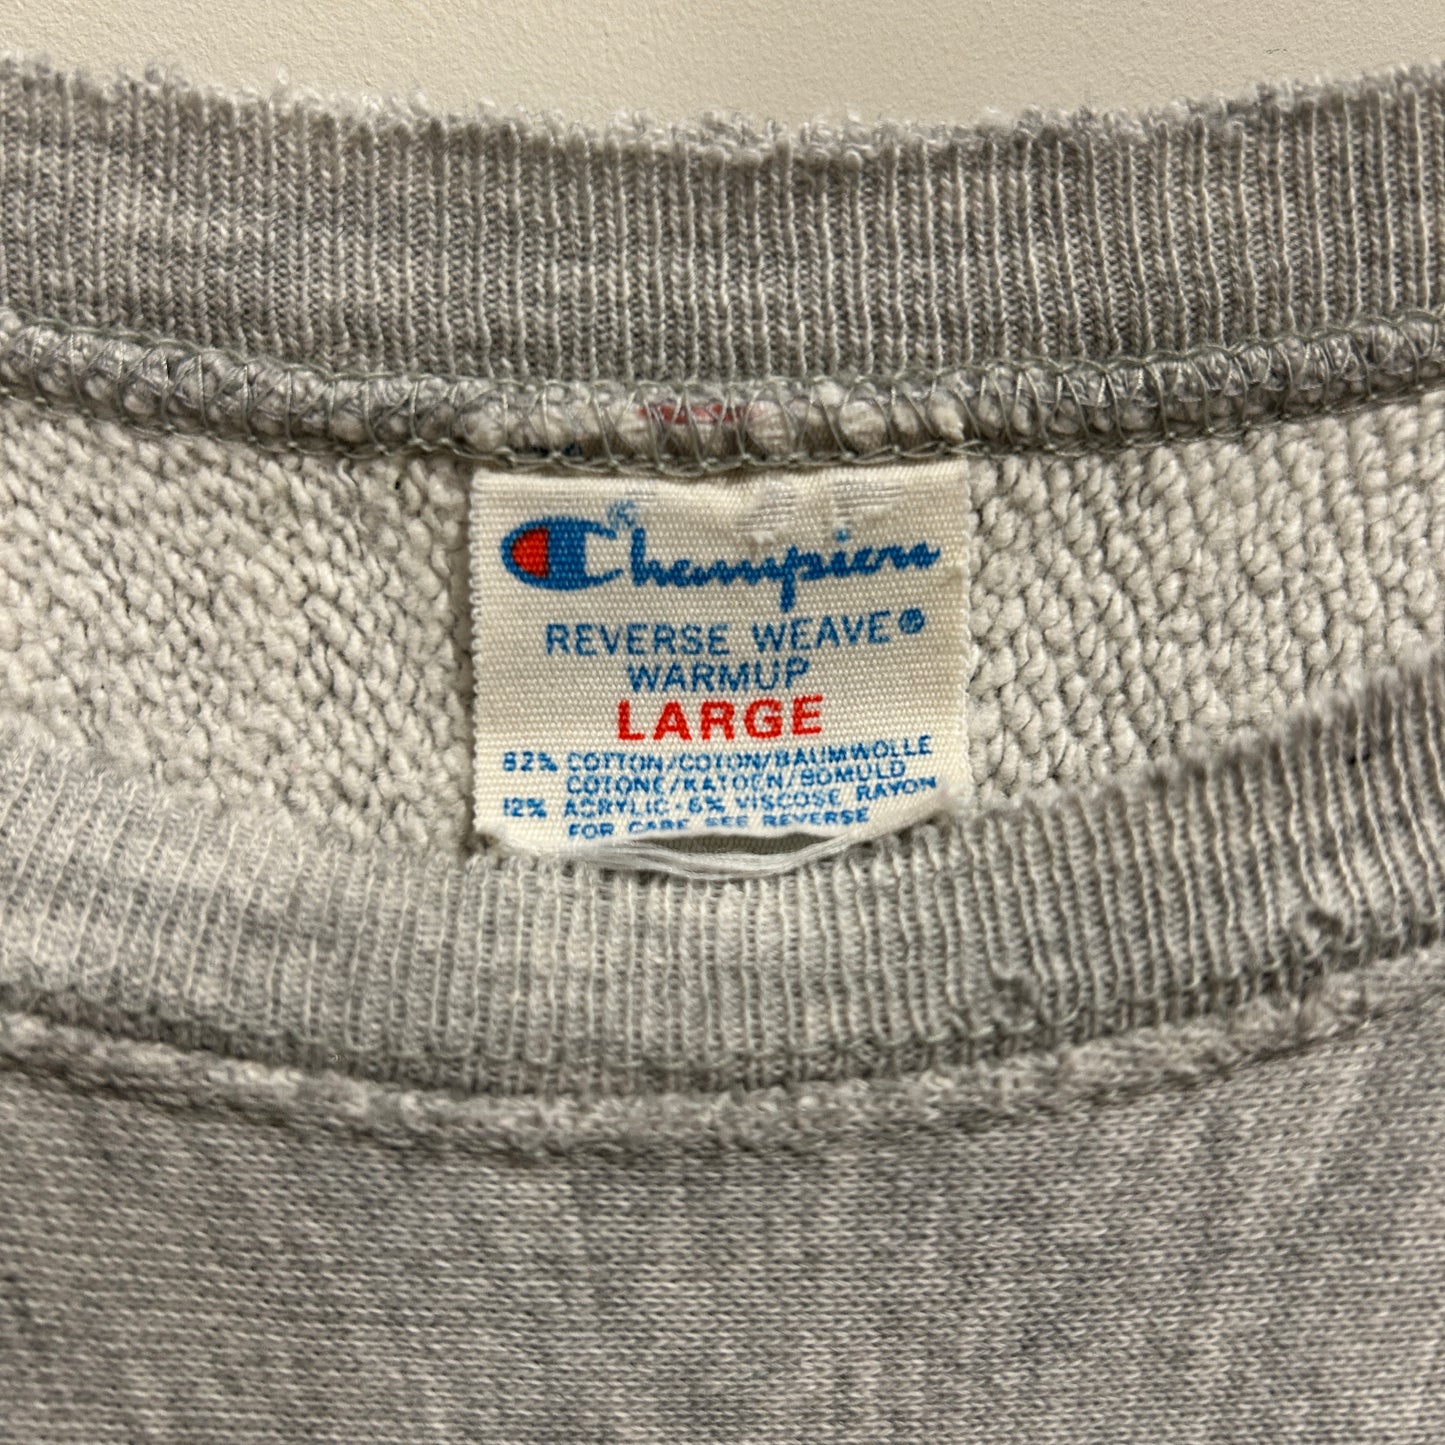 Champion
REVERSE WEAVE®
WARMUP
LARGE
82% COTTON/COTON/BAUMWOLLE
COTONE/KATOEN/BOMULD
12% ACRYLIC-6% VISCOSE RAYON
FOR CARE SEE REVERSE